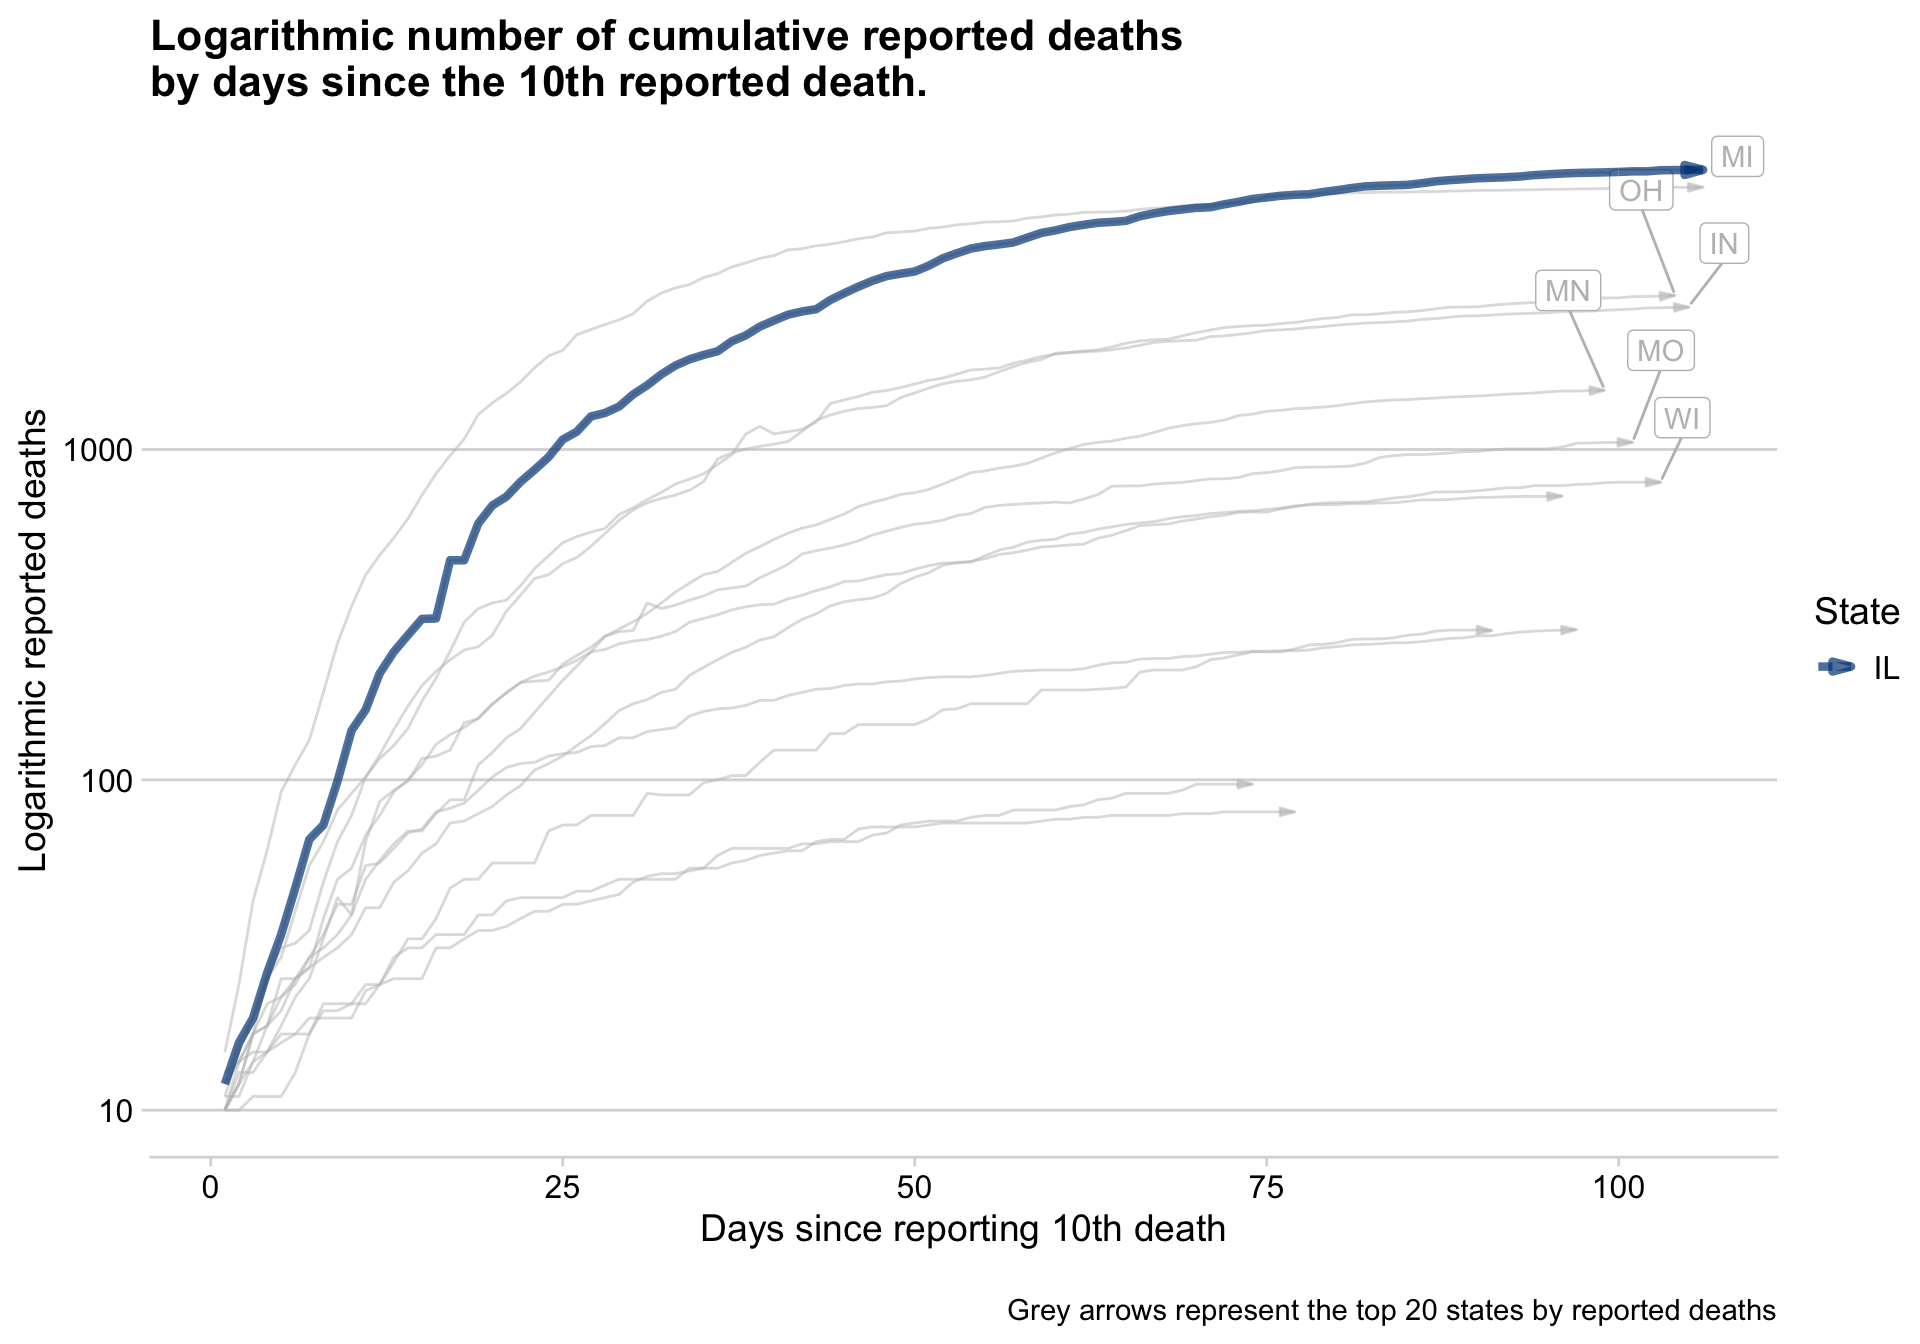 Logarithmic number of cumulative reported deaths
by days since the 10th reported death.
MI
OH
IN
MN
MO
WI
1000
100
10
Logarithmic reported deaths
State
IL
0 25 50 75 100
Days since reporting 10th death
Grey arrows represent the top 20 states by reported deaths